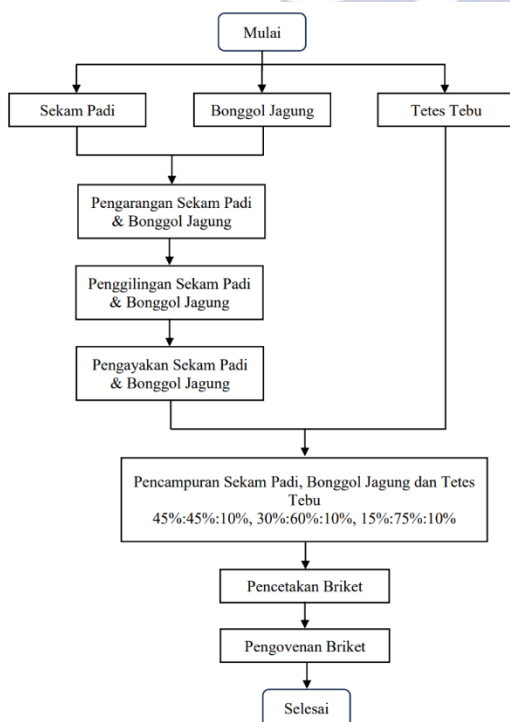 Mulai
Sekam Padi
Bonggol Jagung
Tetes Tebu
Pengarangan Sekam Padi
& Bonggol Jagung
Penggilingan Sekam Padi
& Bonggol Jagung
Pengayakan Sekam Padi
& Bonggol Jagung
Pencampuran Sekam Padi, Bonggol Jagung dan Tetes
Tebu
45%:45%:10%, 30%:60%:10%, 15%:75%:10%
Pencetakan Briket
Pengovenan Briket
Selesai